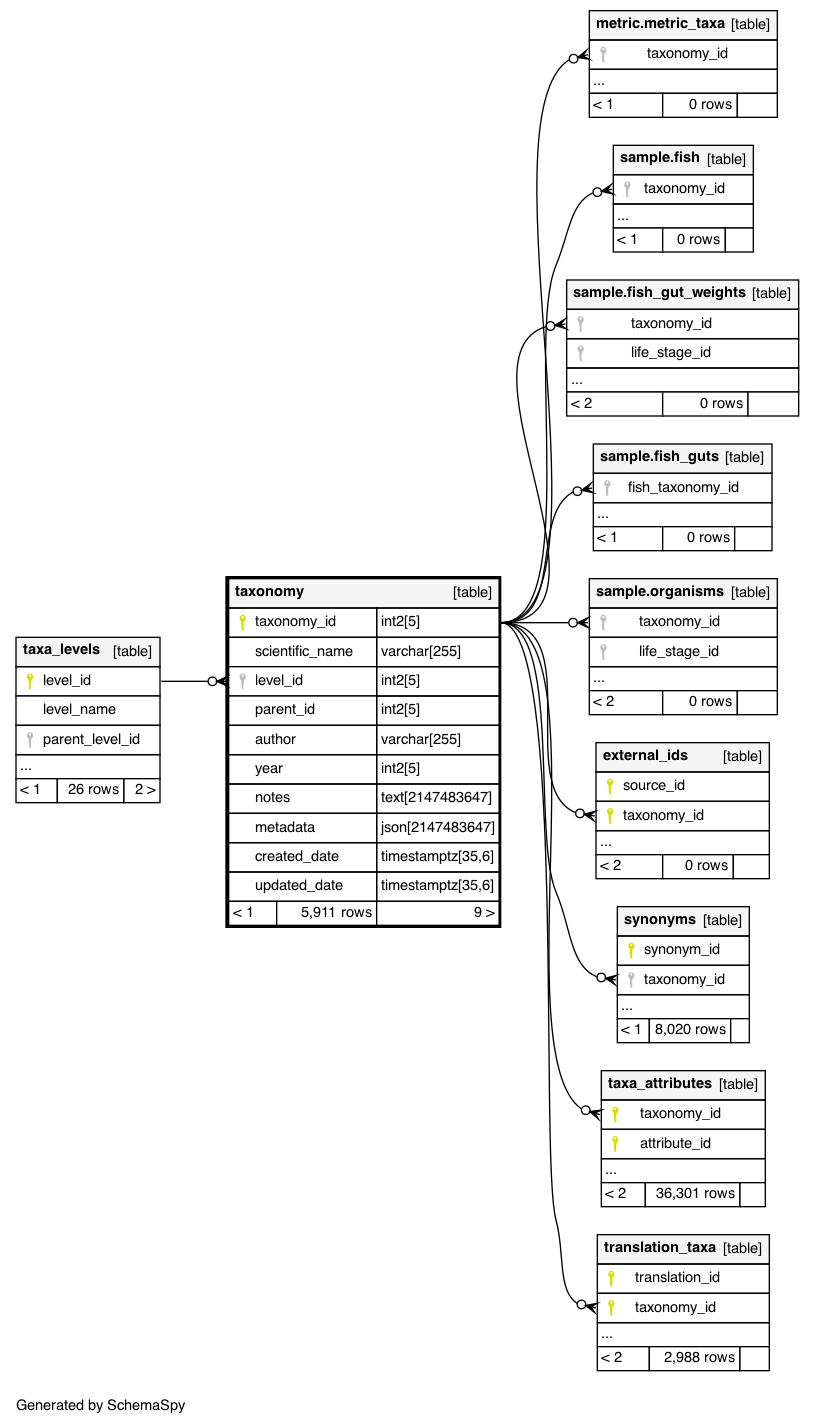 metric.metric_taxa [table]
taxonomy_id
...
< 1 0 rows
sample.fish [table]
taxonomy_id
...
< 1 0 rows
sample.fish_gut_weights [table]
taxonomy_id
life_stage_id
...
< 2 0 rows
sample.fish_guts [table]
fish_taxonomy_id
...
< 1 0 rows
taxa_levels [table]
level_id
level_name
parent_level_id
...
< 1 26 rows 2 >
taxonomy [table]
taxonomy_id int2[5]
scientific_name varchar[255]
level_id int2[5]
parent_id int2[5]
author varchar[255]
year int2[5]
notes text[2147483647]
metadata json[2147483647]
created_date timestamptz[35,6]
updated_date timestamptz[35,6]
< 1 5,911 rows 9 >
sample.organisms [table]
taxonomy_id
life_stage_id
...
< 2 0 rows
external_ids [table]
source_id
taxonomy_id
...
< 2 0 rows
synonyms [table]
synonym_id
taxonomy_id
...
< 1 8,020 rows
taxa_attributes [table]
taxonomy_id
attribute_id
...
< 2 36,301 rows
translation_taxa [table]
translation_id
taxonomy_id
...
< 2 2,988 rows
Generated by SchemaSpy